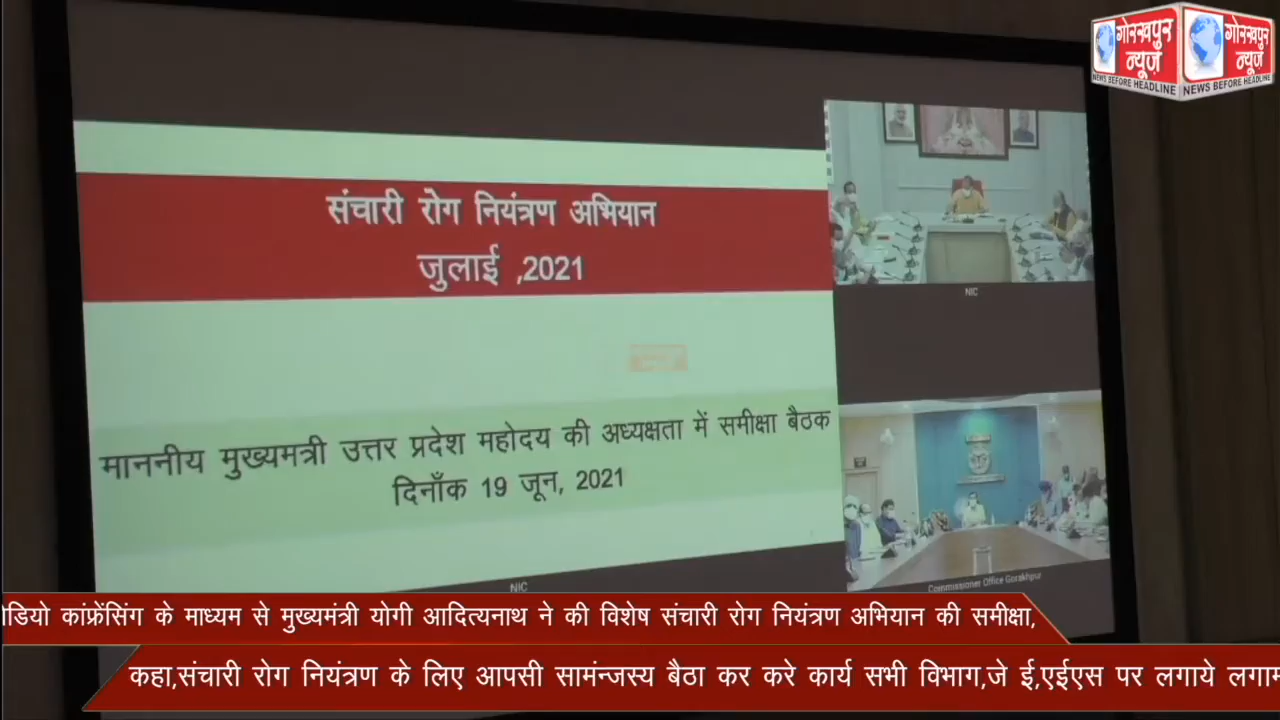 गोरखपुर
न्यूज़
NEWS BEFORE HEADLINE
गोरखपुर
न्यूज़
NEWS BEFORE HEADLINE
संचारी रोग नियंत्रण अभियान
जुलाई ,2021
माननीय मुख्यमत्री उत्तर प्रदेश महोदय की अध्यक्षता में समीक्षा बैठक
दिनाँक 19 जून, 2021
NIC
NIC
Commissioner Office Gorakhpur
कांफ्रेंसिंग के माध्यम से मुख्यमंत्री योगी आदित्यनाथ ने की विशेष संचारी रोग नियंत्रण अभियान की समीक्षा,
कहा,संचारी रोग नियंत्रण के लिए आपसी सामंन्जस्य बैठा कर करे कार्य सभी विभाग,जे ई,एईएस पर लगाये लगाम